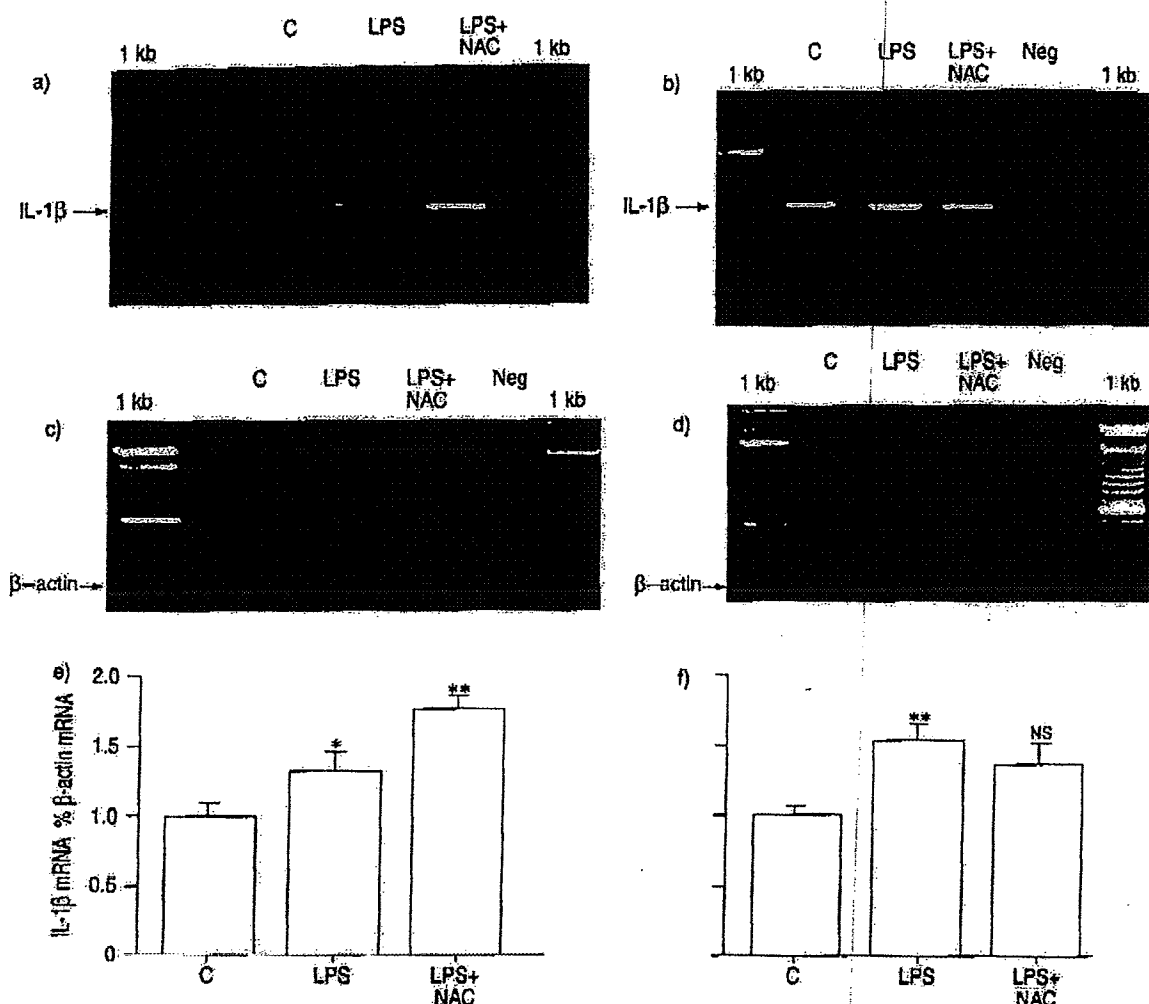 a)
1 kb C LPS LPS+ NAC 1 kb
IL-1β
b)
1 kb C LPS LPS+ NAC Neg 1 kb
IL-1β
c)
1 kb C LPS LPS+ NAC Neg 1 kb
β-actin
d)
1 kb C LPS LPS+ NAC Neg 1 kb
β-actin
e)
IL-1β mRNA % β-actin mRNA
2.0
1.5
1.0
0.5
0
*
**
C LPS LPS+ NAC
f)
**
NS
C LPS LPS+ NAC